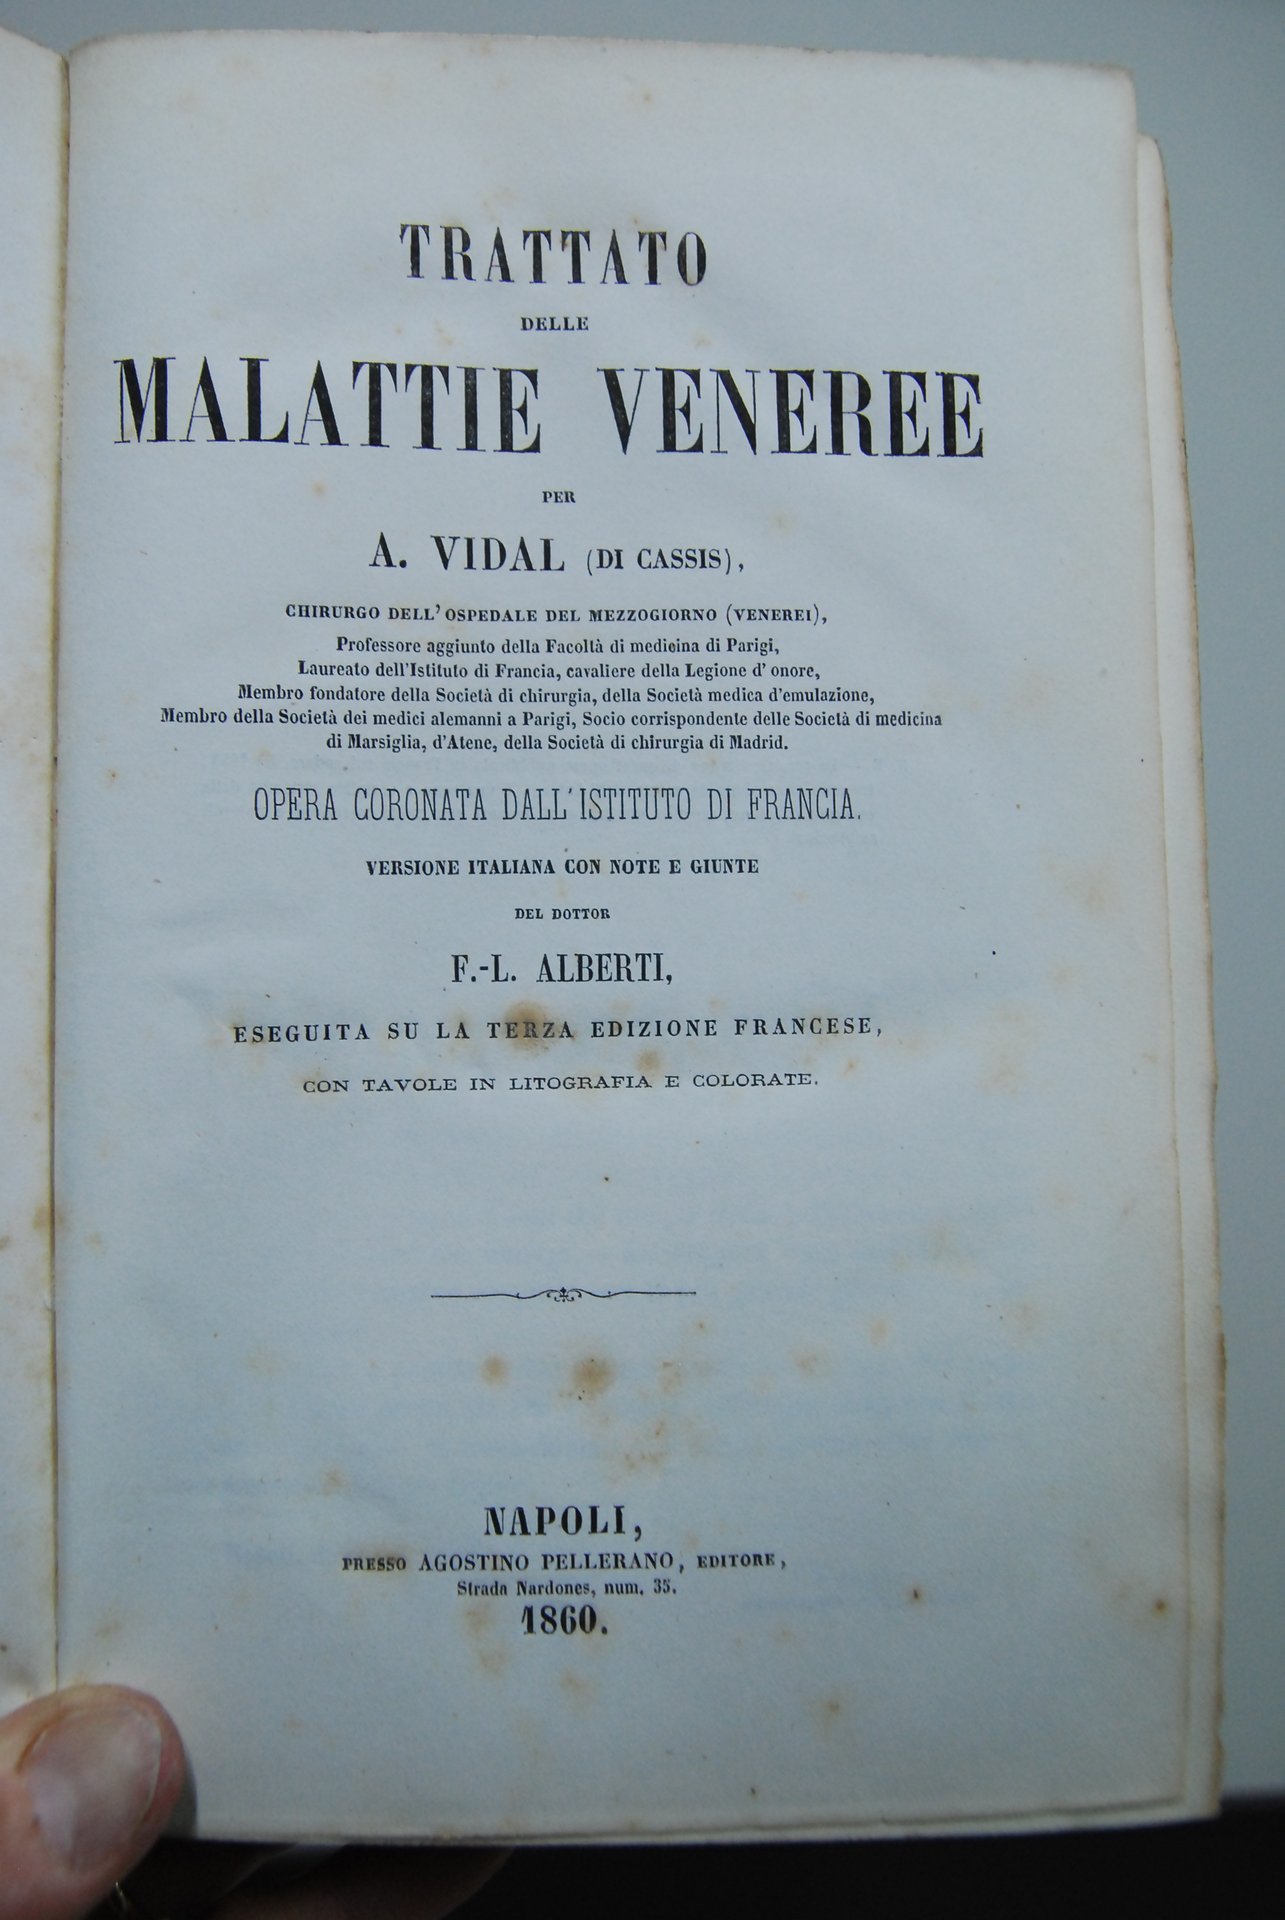 TRATTATO
DELLE
MALATTIE VENEREE
PER
A. VIDAL (DI CASSIS),
CHIRURGO DELL'OSPEDALE DEL MEZZOGIORNO (VENEREI),
Professore aggiunto della Facoltà di medicina di Parigi,
Laureato dell'Istituto di Francia, cavaliere della Legione d'onore,
Membro fondatore della Società di chirurgia, della Società medica d'emulazione,
Membro della Società dei medici alemanni a Parigi, Socio corrispondente delle Società di medicina
di Marsiglia, d'Atene, della Società di chirurgia di Madrid.
OPERA CORONATA DALL'ISTITUTO DI FRANCIA.
VERSIONE ITALIANA CON NOTE E GIUNTE
DEL DOTTOR
F.-L. ALBERTI,
ESEGUITA SU LA TERZA EDIZIONE FRANCESE,
CON TAVOLE IN LITOGRAFIA E COLORATE.
NAPOLI,
PRESSO AGOSTINO PELLERANO, EDITORE,
Strada Nardones, num. 35.
1860.